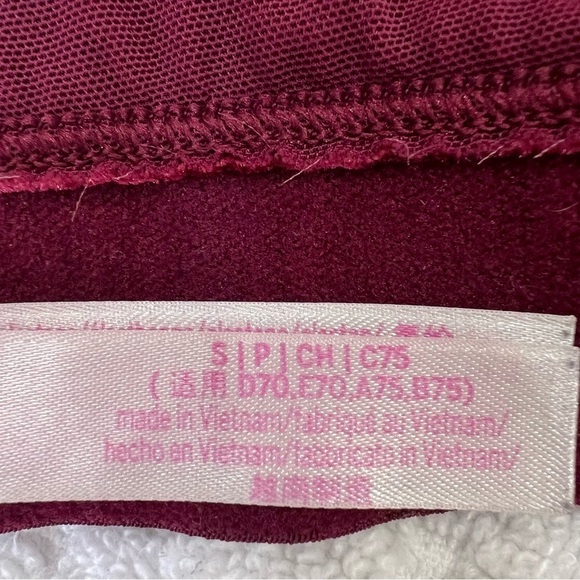 S | P | CH | C75
(适用 D70,E70,A75,B75)
made in Vietnam/fabriqué au Vietnam/
hecho en Vietnam/fabbricato in Vietnam/
越南制造